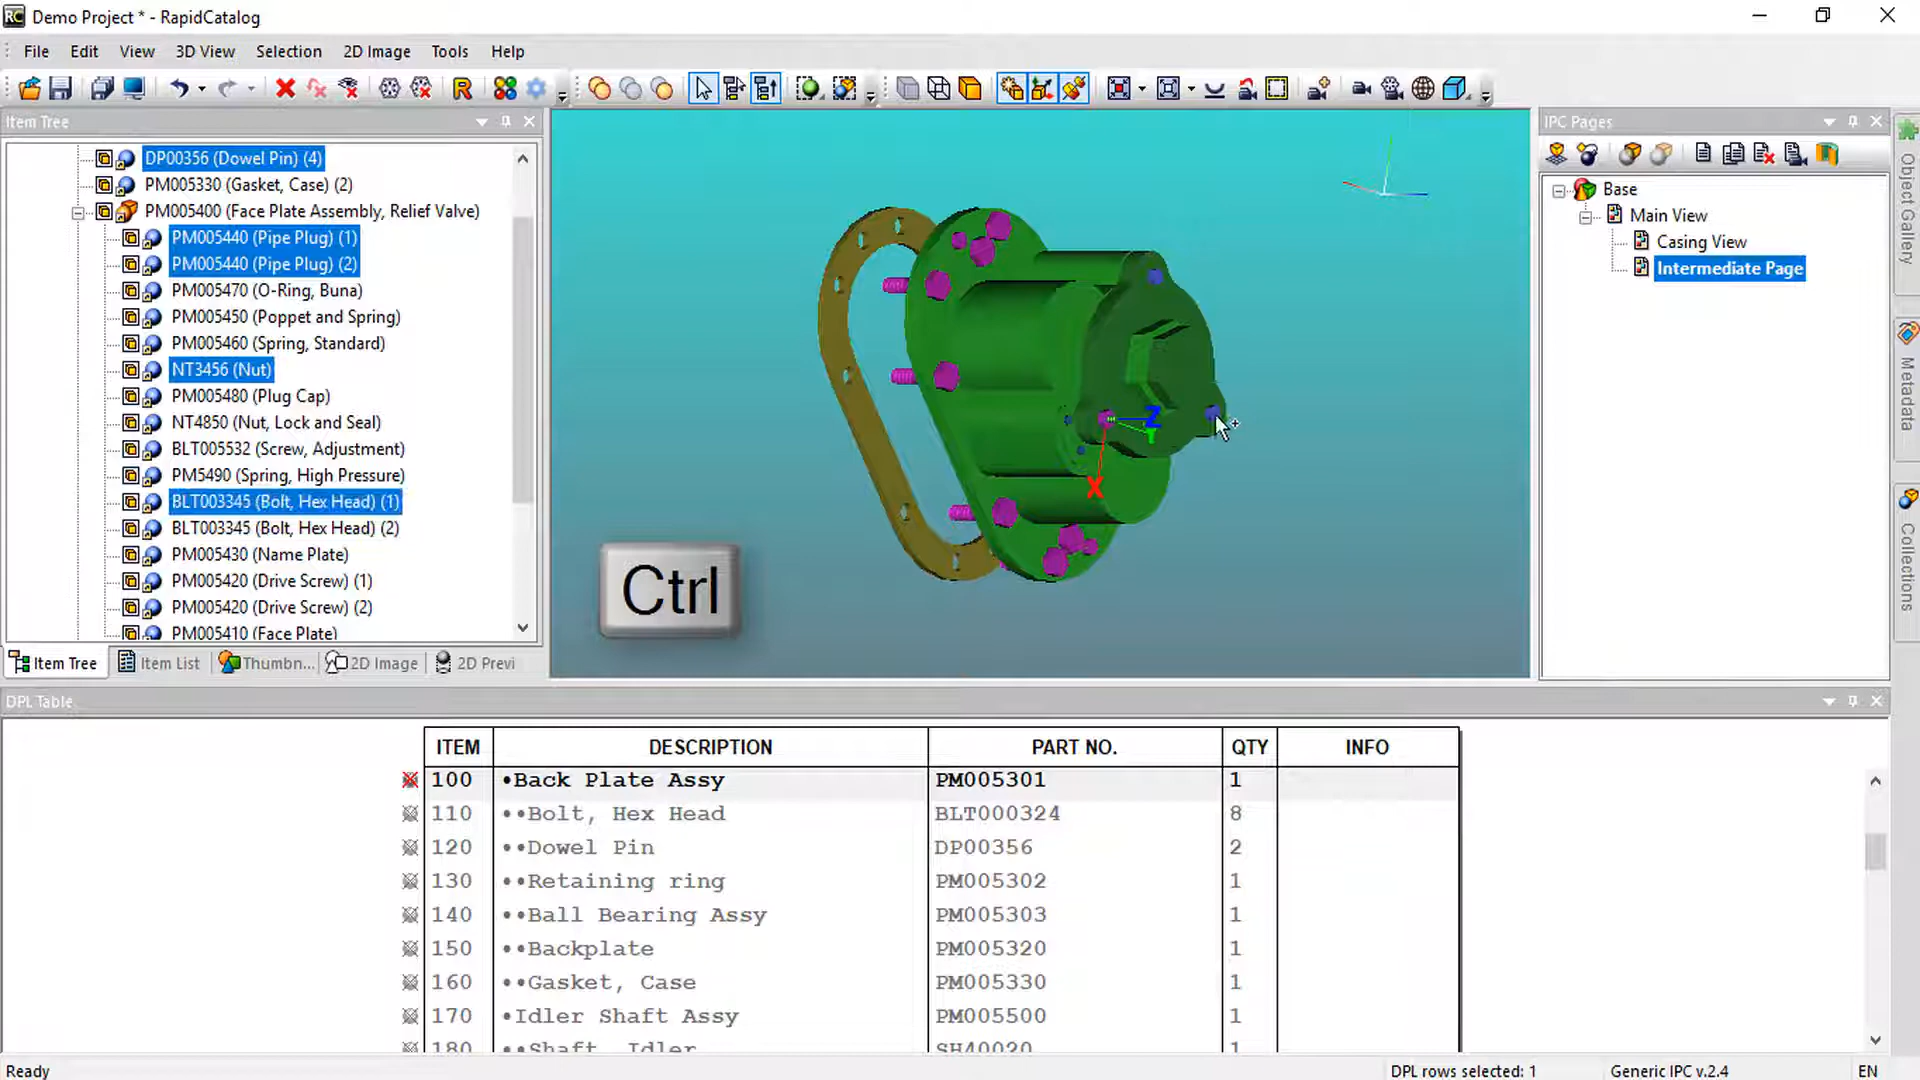 RC Demo Project * - RapidCatalog
File Edit View 3D View Selection 2D Image Tools Help
R
Item Tree
DP00356 (Dowel Pin) (4)
PM005330 (Gasket, Case) (2)
PM005400 (Face Plate Assembly, Relief Valve)
PM005440 (Pipe Plug) (1)
PM005440 (Pipe Plug) (2)
PM005470 (O-Ring, Buna)
PM005450 (Poppet and Spring)
PM005460 (Spring, Standard)
NT3456 (Nut)
PM005480 (Plug Cap)
NT4850 (Nut, Lock and Seal)
BLT005532 (Screw, Adjustment)
PM5490 (Spring, High Pressure)
BLT003345 (Bolt, Hex Head) (1)
BLT003345 (Bolt, Hex Head) (2)
PM005430 (Name Plate)
PM005420 (Drive Screw) (1)
PM005420 (Drive Screw) (2)
PM005410 (Face Plate)
Item Tree Item List Thumbn... 2D Image 2D Previ
Z
Y
X
Ctrl
IPC Pages
Base
Main View
Casing View
Intermediate Page
Object Gallery
Metadata
Collections
DPL Table
ITEM DESCRIPTION PART NO. QTY INFO
100 •Back Plate Assy PM005301 1
110 ••Bolt, Hex Head BLT000324 8
120 ••Dowel Pin DP00356 2
130 ••Retaining ring PM005302 1
140 ••Ball Bearing Assy PM005303 1
150 ••Backplate PM005320 1
160 ••Gasket, Case PM005330 1
170 •Idler Shaft Assy PM005500 1
180 ••Shaft, Idler SH40020 1
Ready DPL rows selected: 1 Generic IPC v.2.4 EN